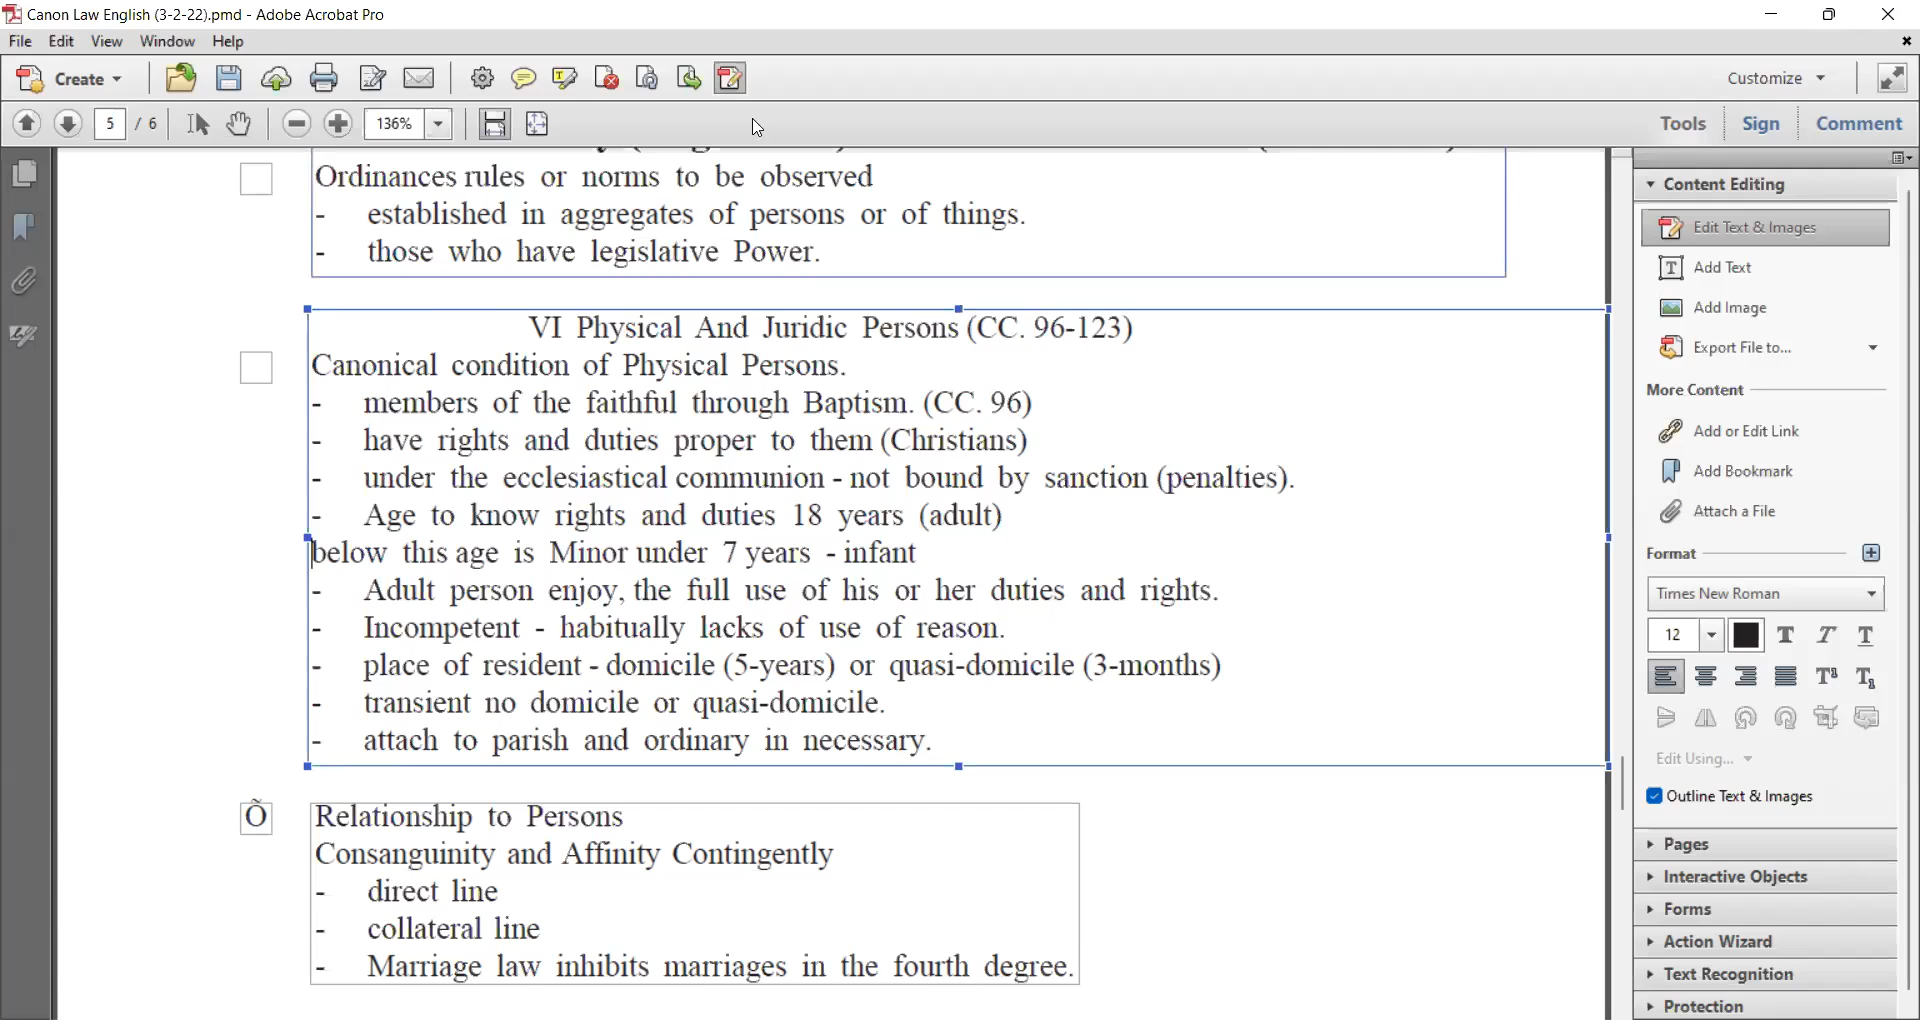 Canon Law English (3-2-22).pmd - Adobe Acrobat Pro
File Edit View Window Help
Create
Customize
5 / 6
136%
Tools Sign Comment
Ordinances rules or norms to be observed
- established in aggregates of persons or of things.
- those who have legislative Power.
VI Physical And Juridic Persons (CC. 96-123)
Canonical condition of Physical Persons.
- members of the faithful through Baptism. (CC. 96)
- have rights and duties proper to them (Christians)
- under the ecclesiastical communion - not bound by sanction (penalties).
- Age to know rights and duties 18 years (adult)
below this age is Minor under 7 years - infant
- Adult person enjoy, the full use of his or her duties and rights.
- Incompetent - habitually lacks of use of reason.
- place of resident - domicile (5-years) or quasi-domicile (3-months)
- transient no domicile or quasi-domicile.
- attach to parish and ordinary in necessary.
Õ
Relationship to Persons
Consanguinity and Affinity Contingently
- direct line
- collateral line
- Marriage law inhibits marriages in the fourth degree.
Content Editing
Edit Text & Images
Add Text
Add Image
Export File to...
More Content
Add or Edit Link
Add Bookmark
Attach a File
Format
Times New Roman
12
Edit Using...
Outline Text & Images
Pages
Interactive Objects
Forms
Action Wizard
Text Recognition
Protection